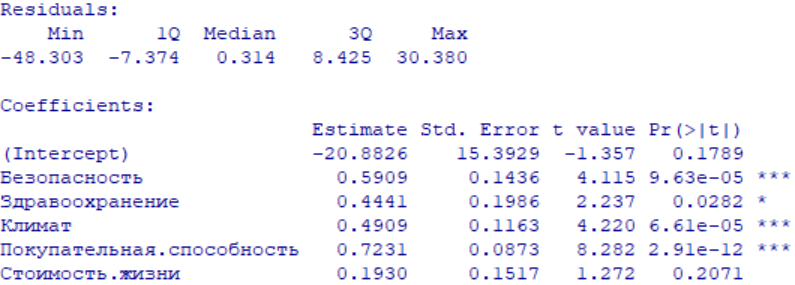 Residuals:
    Min      1Q  Median      3Q     Max
-48.303  -7.374   0.314   8.425  30.380
Coefficients:
                          Estimate Std. Error t value Pr(>|t|)
(Intercept)               -20.8826    15.3929  -1.357   0.1789
Безопасность                0.5909     0.1436   4.115 9.63e-05 ***
Здравоохранение             0.4441     0.1986   2.237   0.0282 *
Климат                      0.4909     0.1163   4.220 6.61e-05 ***
Покупательная.способность   0.7231     0.0873   8.282 2.91e-12 ***
Стоимость.жизни             0.1930     0.1517   1.272   0.2071